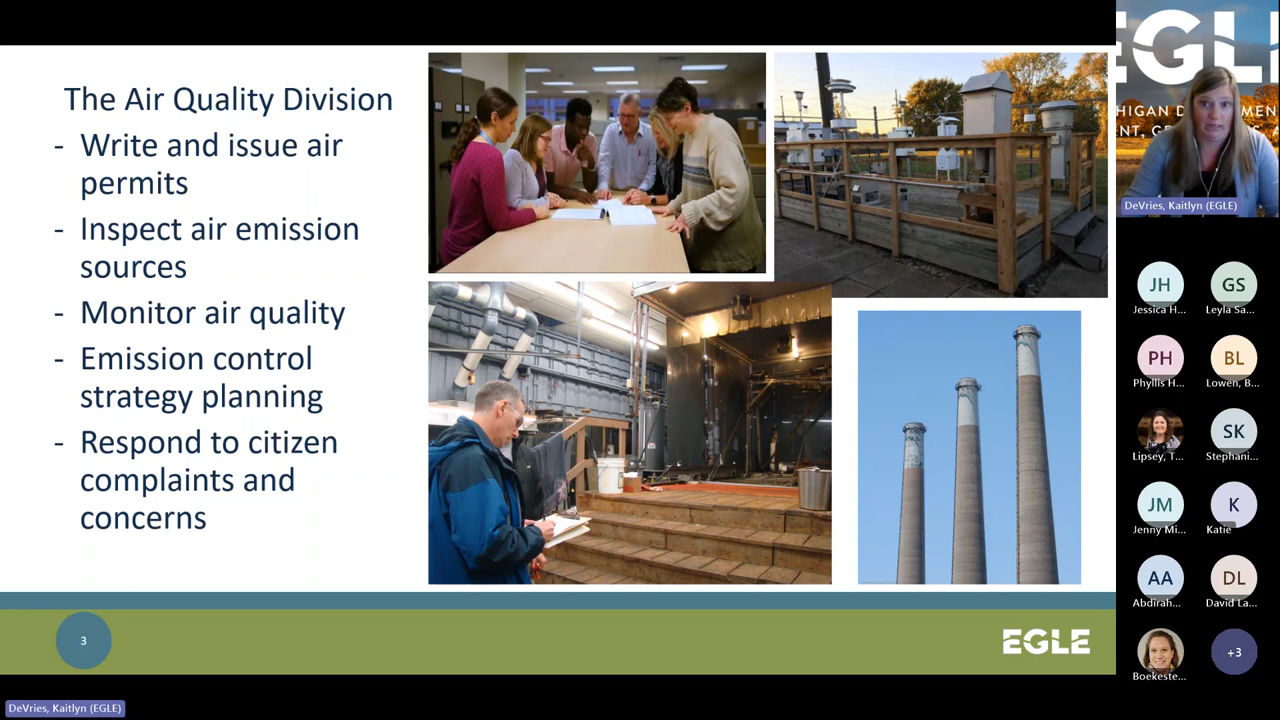 The Air Quality Division
- Write and issue air
permits
- Inspect air emission
sources
- Monitor air quality
- Emission control
strategy planning
- Respond to citizen
complaints and
concerns
3
EGLE
EGLE
DeVries, Kaitlyn (EGLE)
JH
Jessica H...
GS
Leyla Sa...
PH
Phyllis H...
BL
Lowen, B...
Lipsey, T...
SK
Stephani...
JM
Jenny Mi...
K
Katie
AA
Abdirah...
DL
David La...
Boekeste...
+3
DeVries, Kaitlyn (EGLE)